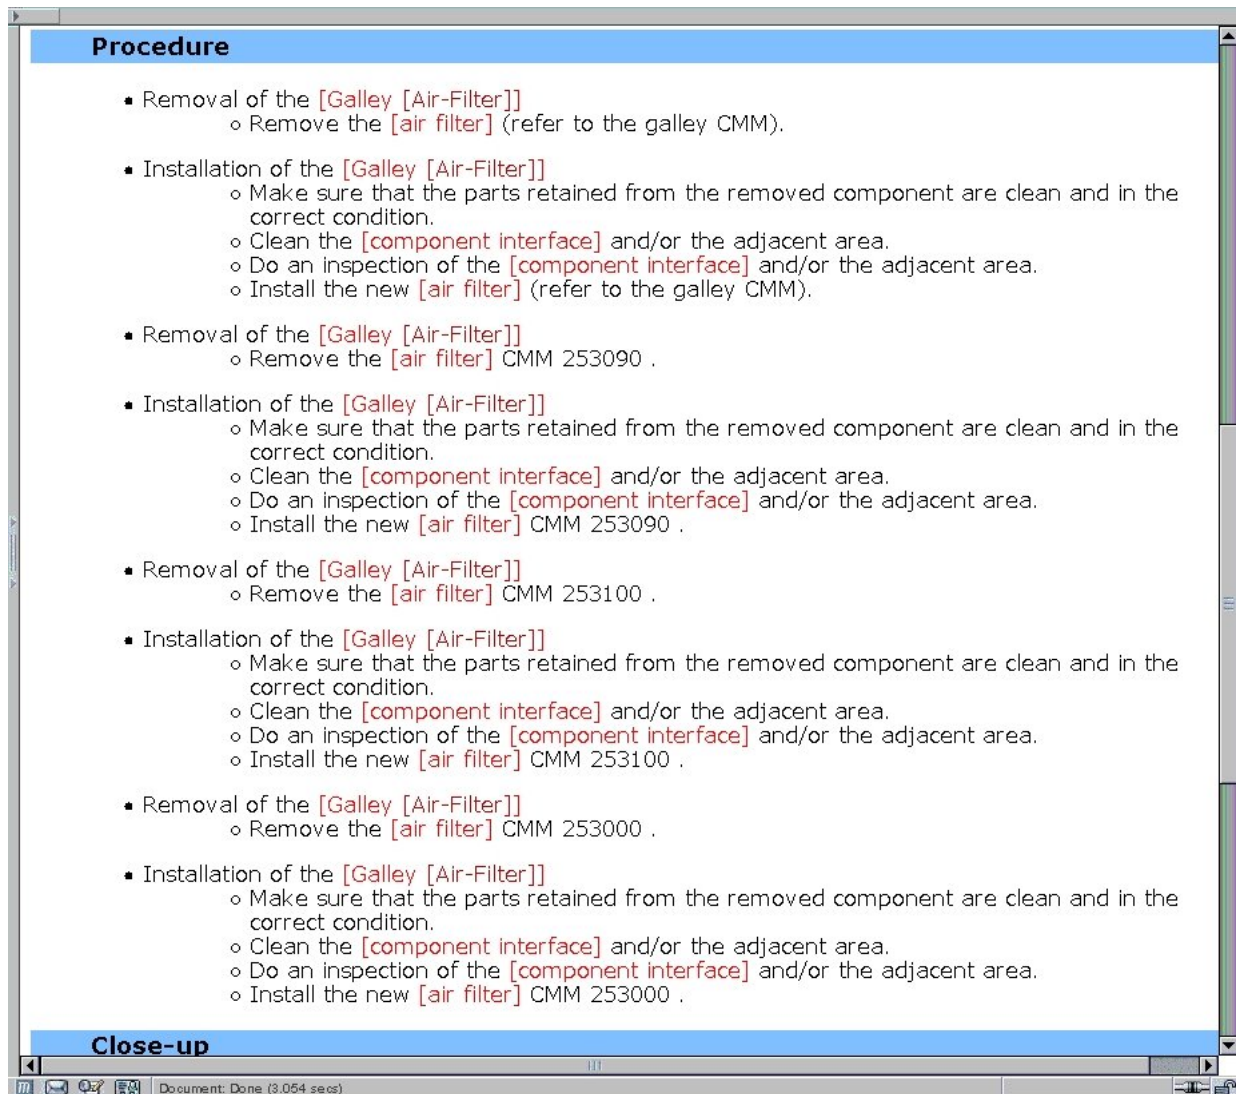 Procedure
Removal of the [Galley [Air-Filter]]
Remove the [air filter] (refer to the galley CMM).
Installation of the [Galley [Air-Filter]]
Make sure that the parts retained from the removed component are clean and in the
correct condition.
Clean the [component interface] and/or the adjacent area.
Do an inspection of the [component interface] and/or the adjacent area.
Install the new [air filter] (refer to the galley CMM).
Removal of the [Galley [Air-Filter]]
Remove the [air filter] CMM 253090 .
Installation of the [Galley [Air-Filter]]
Make sure that the parts retained from the removed component are clean and in the
correct condition.
Clean the [component interface] and/or the adjacent area.
Do an inspection of the [component interface] and/or the adjacent area.
Install the new [air filter] CMM 253090 .
Removal of the [Galley [Air-Filter]]
Remove the [air filter] CMM 253100 .
Installation of the [Galley [Air-Filter]]
Make sure that the parts retained from the removed component are clean and in the
correct condition.
Clean the [component interface] and/or the adjacent area.
Do an inspection of the [component interface] and/or the adjacent area.
Install the new [air filter] CMM 253100 .
Removal of the [Galley [Air-Filter]]
Remove the [air filter] CMM 253000 .
Installation of the [Galley [Air-Filter]]
Make sure that the parts retained from the removed component are clean and in the
correct condition.
Clean the [component interface] and/or the adjacent area.
Do an inspection of the [component interface] and/or the adjacent area.
Install the new [air filter] CMM 253000 .
Close-up
Document: Done (3.054 secs)